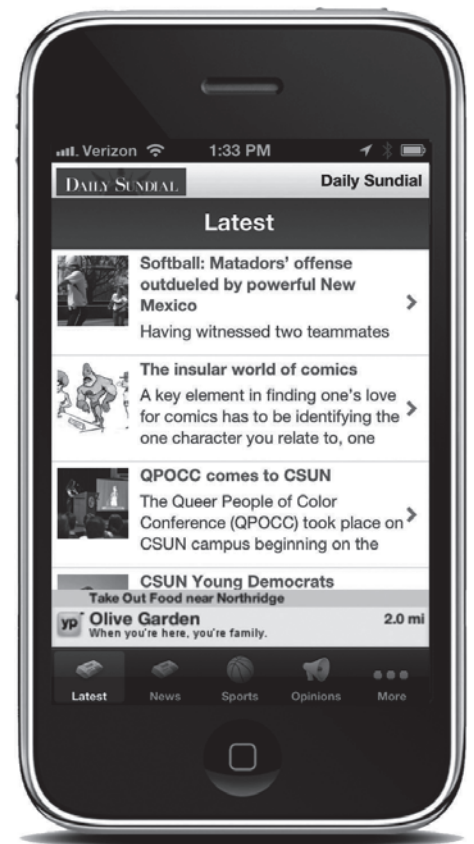 Verizon 1:33 PM
DAILY SUNDIAL Daily Sundial
Latest
Softball: Matadors' offense
outdueled by powerful New
Mexico
Having witnessed two teammates
The insular world of comics
A key element in finding one's love
for comics has to be identifying the
one character you relate to, one
QPOCC comes to CSUN
The Queer People of Color
Conference (QPOCC) took place on
CSUN campus beginning on the
CSUN Young Democrats
Take Out Food near Northridge
yp Olive Garden 2.0 mi
When you're here, you're family.
Latest News Sports Opinions More